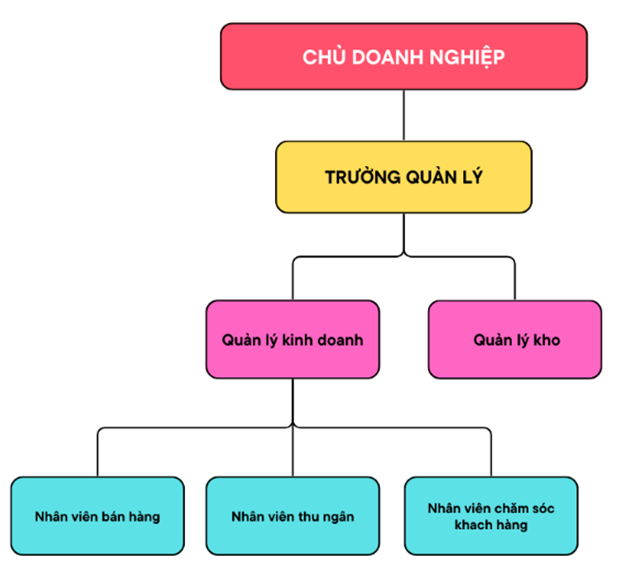 CHỦ DOANH NGHIỆP
TRƯỜNG QUẢN LÝ
Quản lý kinh doanh
Quản lý kho
Nhân viên bán hàng
Nhân viên thu ngân
Nhân viên chăm sóc
khach hàng